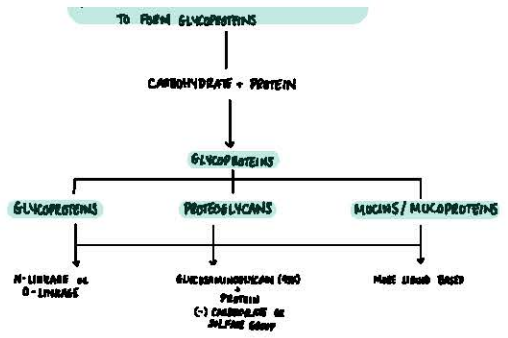 TO FORM GLYCOPROTEINS
CARBOHYDRATE + PROTEIN
GLYCOPROTEINS
GLYCOPROTEINS
PROTEOGLYCANS
MUCINS / MUCOPROTEINS
N-LINKAGE OR
O-LINKAGE
GLYCOSAMINOGLYCAN
+
PROTEIN
(-) CARBOXYLATE OR
SULFATE GROUP
MORE LIQUID BASED